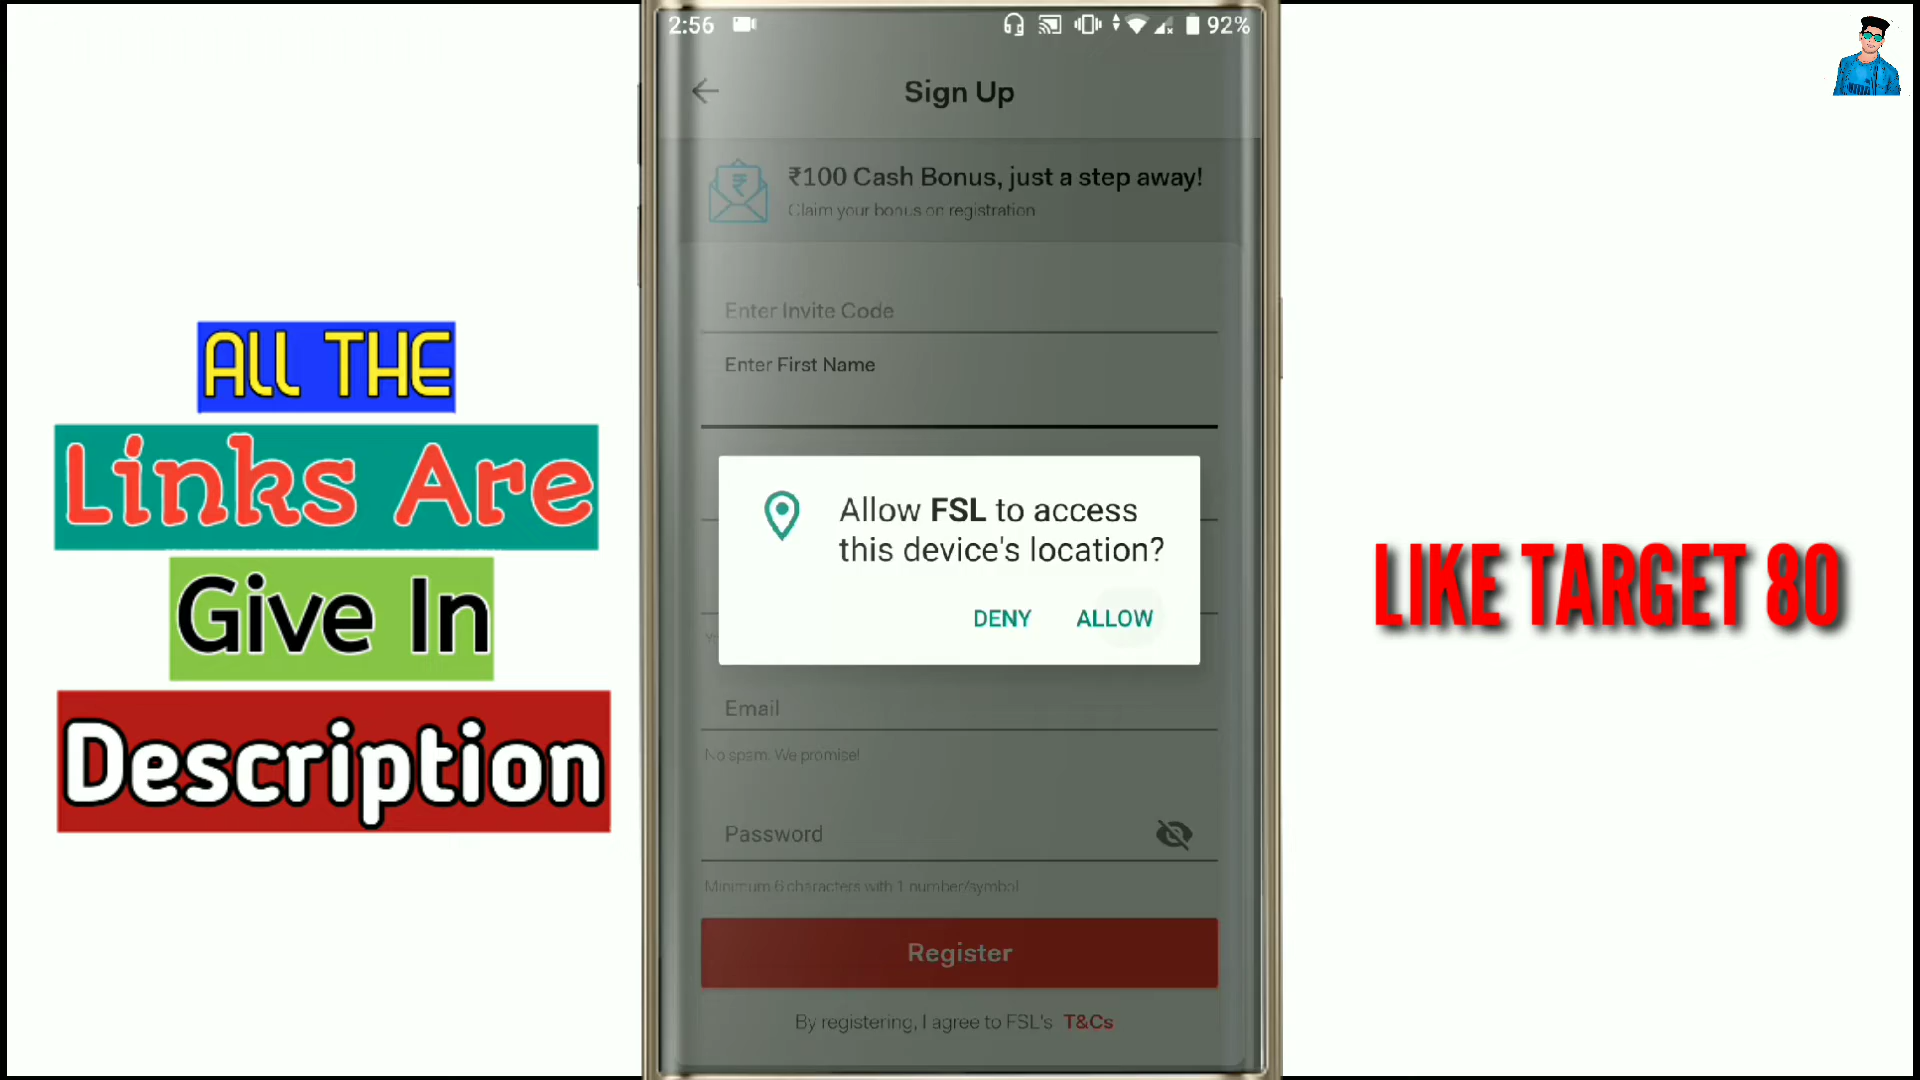 2:56
92%
Sign Up
₹100 Cash Bonus, just a step away!
Claim your bonus on registration
Enter Invite Code
Enter First Name
Allow FSL to access
this device's location?
DENY
ALLOW
Email
No spam. We promise!
Password
Minimum 6 characters with 1 number/symbol
Register
By registering, I agree to FSL's T&Cs
ALL THE
Links Are
Give In
Description
LIKE TARGET 80